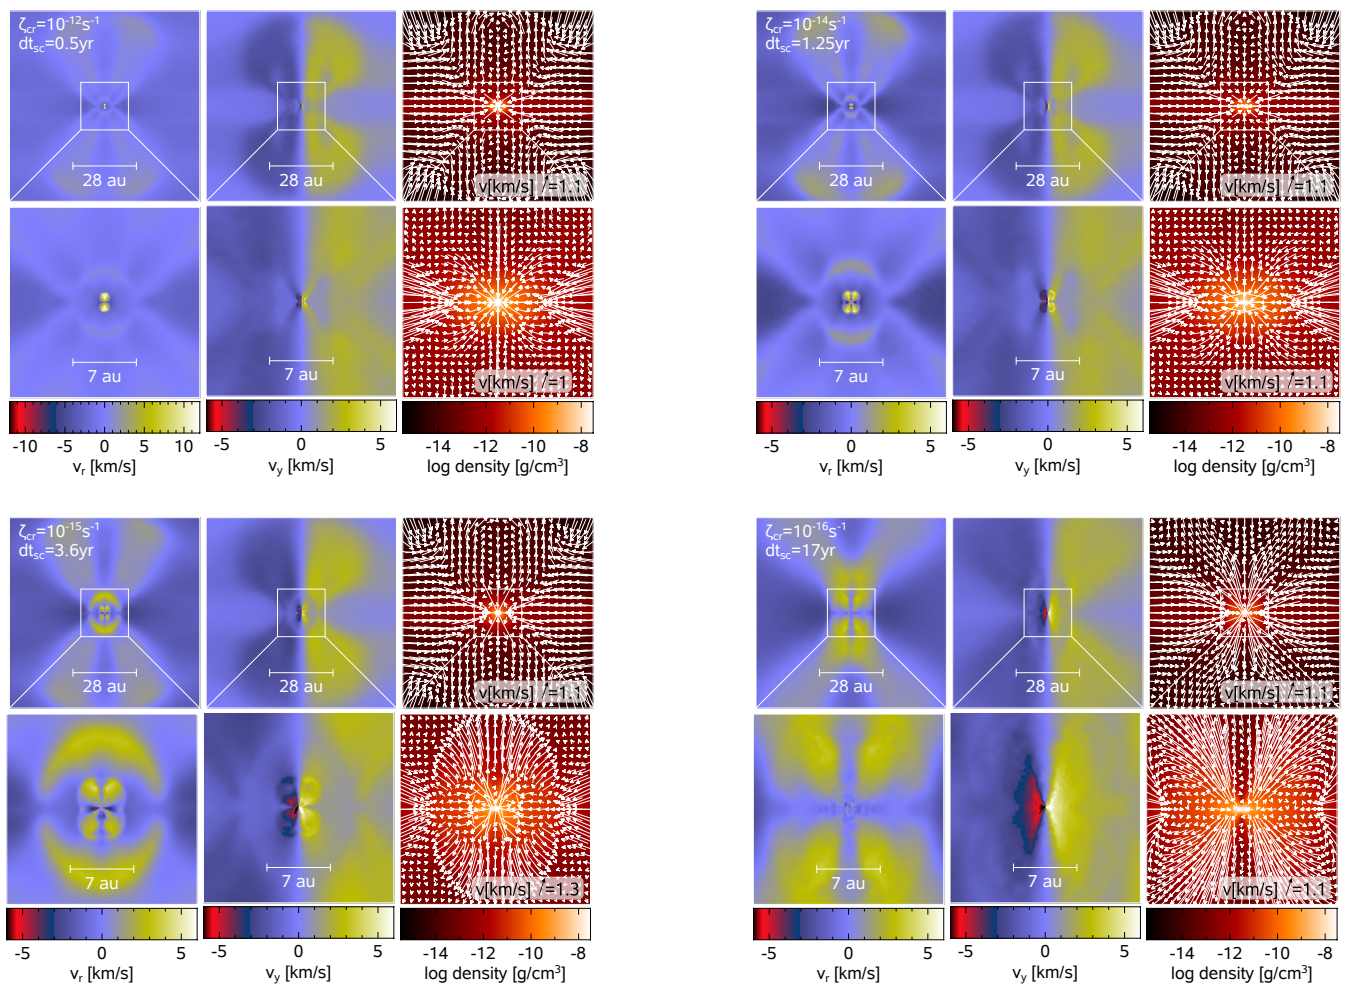 ζcr=10⁻¹²s⁻¹
dtsc=0.5yr
28 au
28 au
v[km/s] =1.1
7 au
7 au
v[km/s] =1
-10 -5 0 5 10
-5 0 5
-14 -12 -10 -8
vr [km/s]
vy [km/s]
log density [g/cm³]
ζcr=10⁻¹⁴s⁻¹
dtsc=1.25yr
28 au
28 au
v[km/s] =1.1
7 au
7 au
v[km/s] =1.1
-5 0 5
-5 0 5
-14 -12 -10 -8
vr [km/s]
vy [km/s]
log density [g/cm³]
ζcr=10⁻¹⁵s⁻¹
dtsc=3.6yr
28 au
28 au
v[km/s] =1.1
7 au
7 au
v[km/s] =1.3
-5 0 5
-5 0 5
-14 -12 -10 -8
vr [km/s]
vy [km/s]
log density [g/cm³]
ζcr=10⁻¹⁶s⁻¹
dtsc=17yr
28 au
28 au
v[km/s] =1.1
7 au
7 au
v[km/s] =1.1
-5 0 5
-5 0 5
-14 -12 -10 -8
vr [km/s]
vy [km/s]
log density [g/cm³]